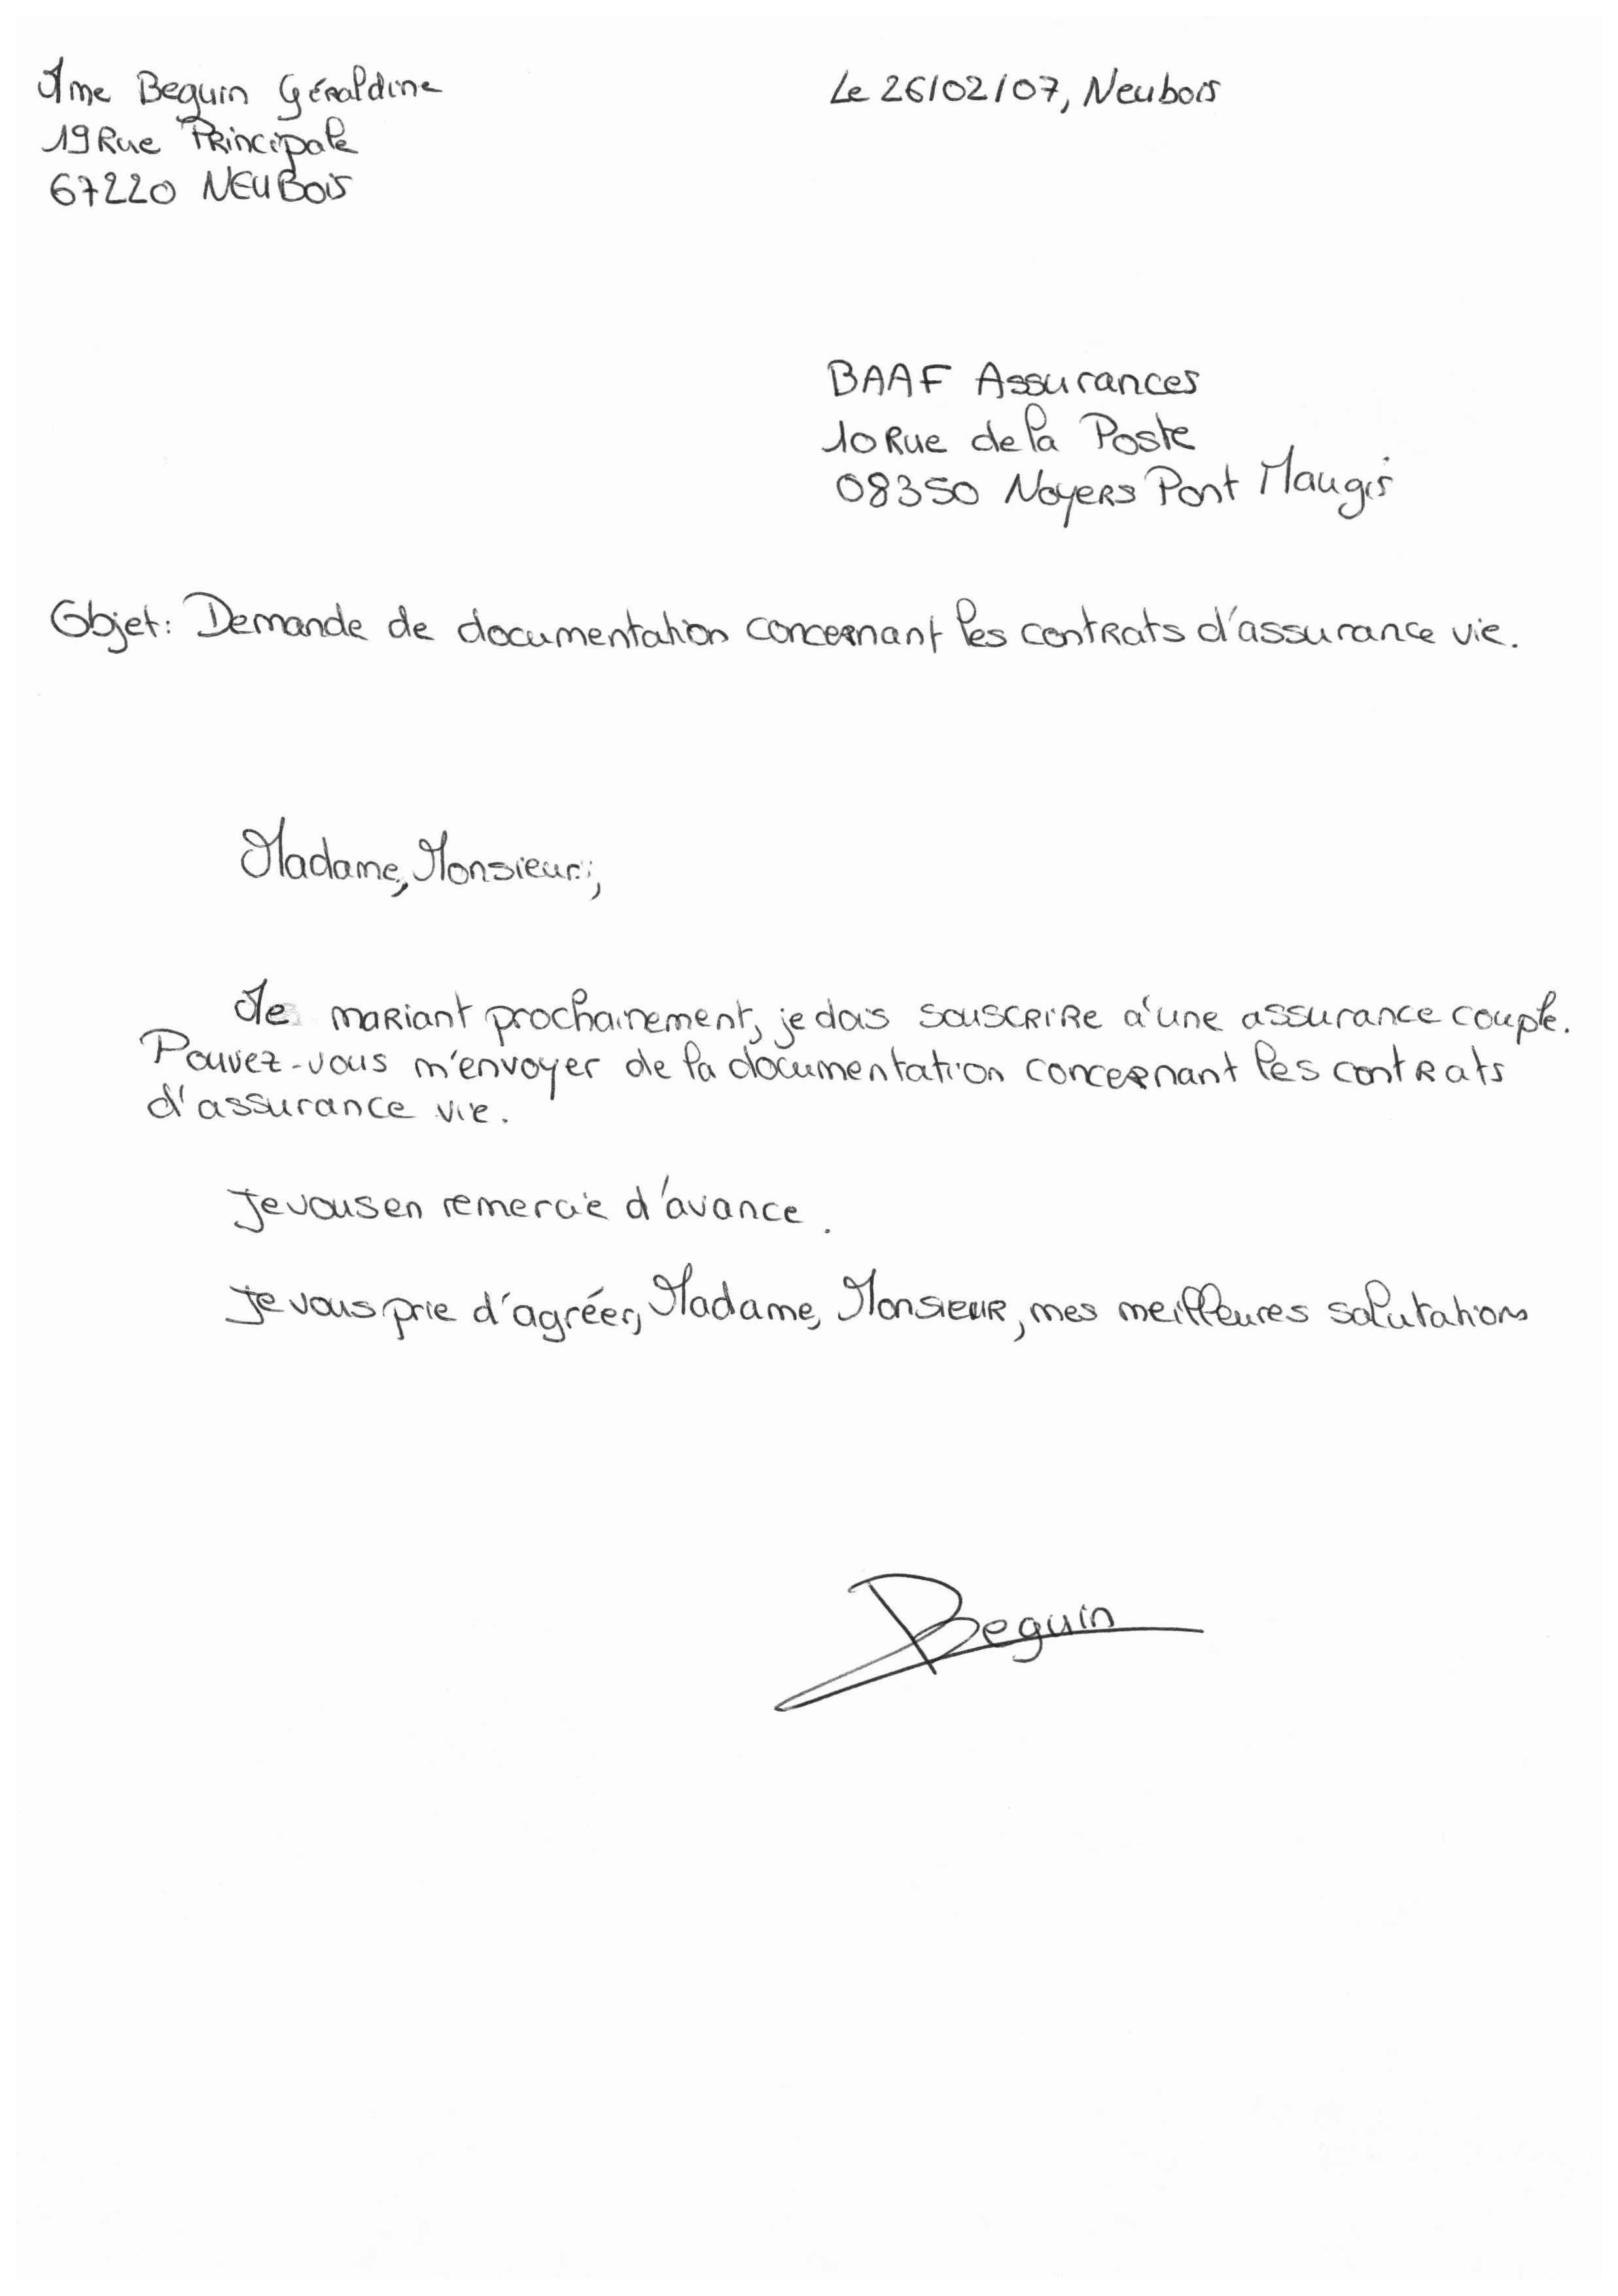 Mme Beguin Géraldine
Le 26/02/07, Neubois
19 Rue Principale
67220 NEUBOIS
BAAF Assurances
10 Rue de la Poste
08350 Noyers Pont Maugis
Objet: Demande de documentation concernant les contrats d'assurance vie.
Madame, Monsieur,
Me mariant prochainement, je dois souscrire à une assurance couple.
Pouvez-vous m'envoyer de la documentation concernant les contrats
d'assurance vie.
Je vous en remercie d'avance.
Je vous prie d'agréer, Madame, Monsieur, mes meilleures salutations
Beguin